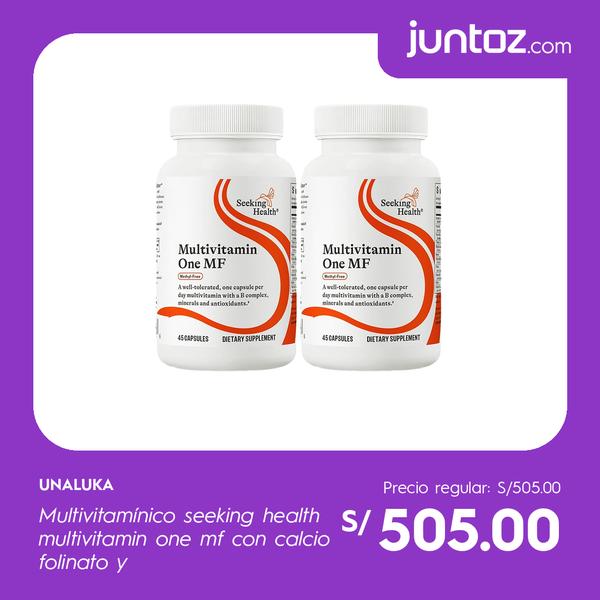 juntoz.com
Seeking
Health®
Multivitamin
One MF
Methyl-Free
A well-tolerated, one capsule per
day multivitamin with a B complex,
minerals and antioxidants.*
45 CAPSULES DIETARY SUPPLEMENT
Seeking
Health®
Multivitamin
One MF
Methyl-Free
A well-tolerated, one capsule per
day multivitamin with a B complex,
minerals and antioxidants.*
45 CAPSULES DIETARY SUPPLEMENT
UNALUKA
Multivitamínico seeking health
multivitamin one mf con calcio
folinato y
Precio regular: S/505.00
S/ 505.00